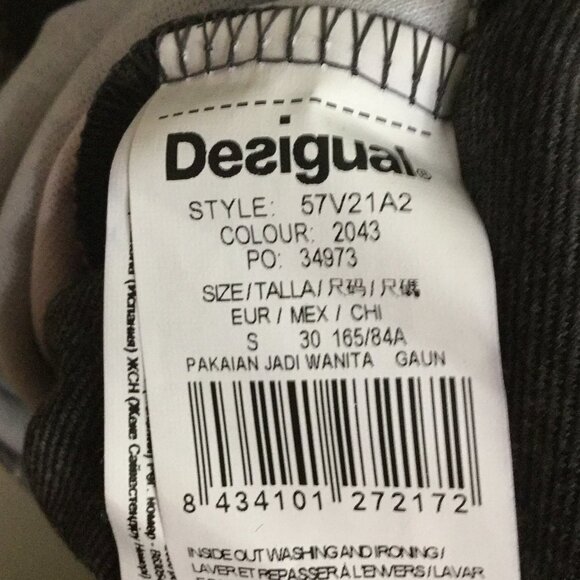 Desigual®
STYLE: 57V21A2
COLOUR: 2043
PO: 34973
SIZE/TALLA/尺码/尺碼
EUR / MEX / CHI
S 30 165/84A
PAKAIAN JADI WANITA GAUN
8 434101 272172
INSIDE OUT WASHING AND IRONING /
LAVER ET REPASSER À L'ENVERS / LAVAR